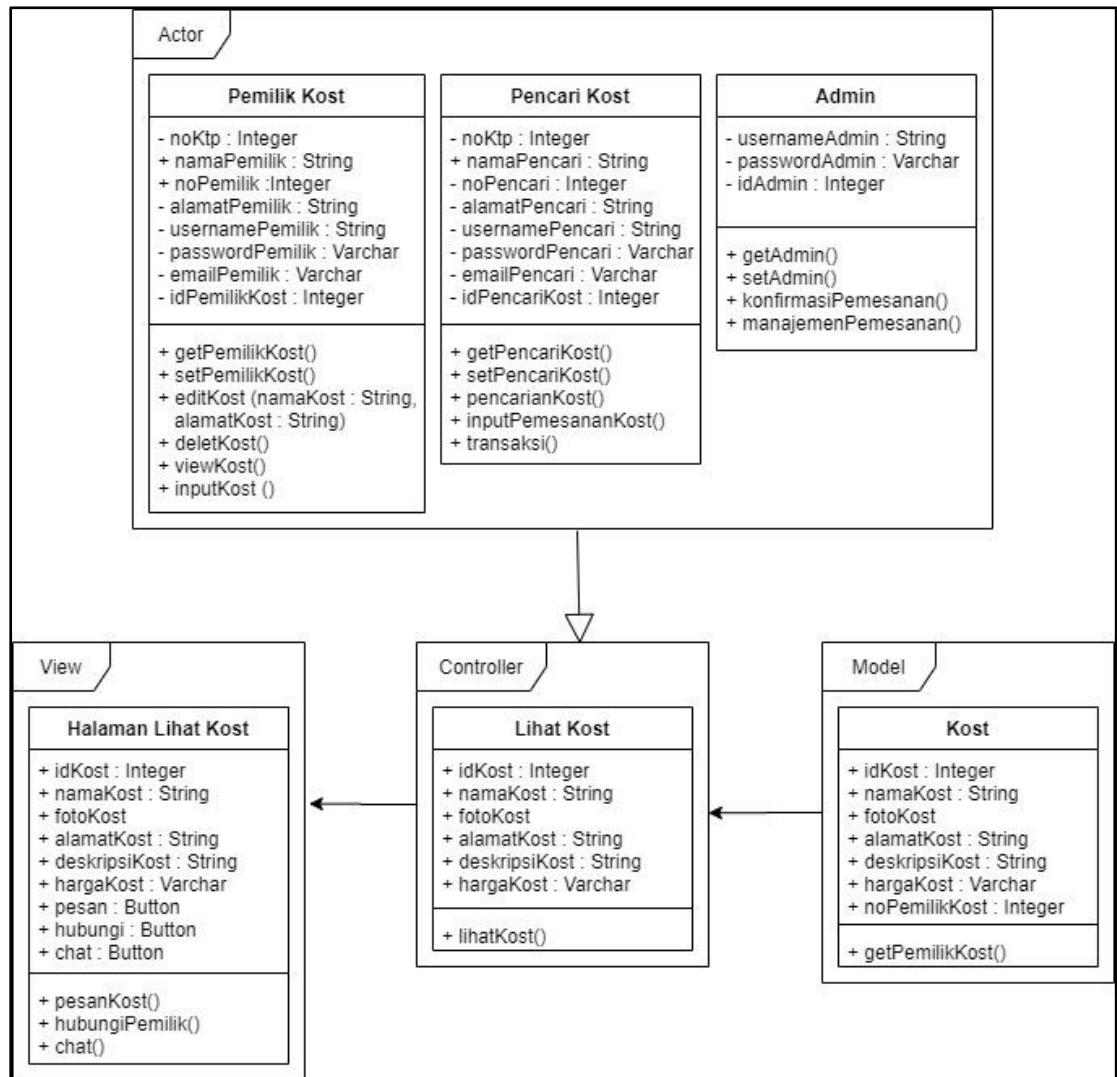 Actor
Pemilik Kost
- noKtp : Integer
+ namaPemilik : String
+ noPemilik :Integer
- alamatPemilik : String
- usernamePemilik : String
- passwordPemilik : Varchar
- emailPemilik : Varchar
- idPemilikKost : Integer
+ getPemilikKost()
+ setPemilikKost()
+ editKost (namaKost : String,
alamatKost : String)
+ deletKost()
+ viewKost()
+ inputKost ()
Pencari Kost
- noKtp : Integer
+ namaPencari : String
- noPencari : Integer
- alamatPencari : String
- usernamePencari : String
- passwordPencari : Varchar
- emailPencari : Varchar
- idPencariKost : Integer
+ getPencariKost()
+ setPencariKost()
+ pencarianKost()
+ inputPemesananKost()
+ transaksi()
Admin
- usernameAdmin : String
- passwordAdmin : Varchar
- idAdmin : Integer
+ getAdmin()
+ setAdmin()
+ konfirmasiPemesanan()
+ manajemenPemesanan()
View
Halaman Lihat Kost
+ idKost : Integer
+ namaKost : String
+ fotoKost
+ alamatKost : String
+ deskripsiKost : String
+ hargaKost : Varchar
+ pesan : Button
+ hubungi : Button
+ chat : Button
+ pesanKost()
+ hubungiPemilik()
+ chat()
Controller
Lihat Kost
+ idKost : Integer
+ namaKost : String
+ fotoKost
+ alamatKost : String
+ deskripsiKost : String
+ hargaKost : Varchar
+ lihatKost()
Model
Kost
+ idKost : Integer
+ namaKost : String
+ fotoKost
+ alamatKost : String
+ deskripsiKost : String
+ hargaKost : Varchar
+ noPemilikKost : Integer
+ getPemilikKost()